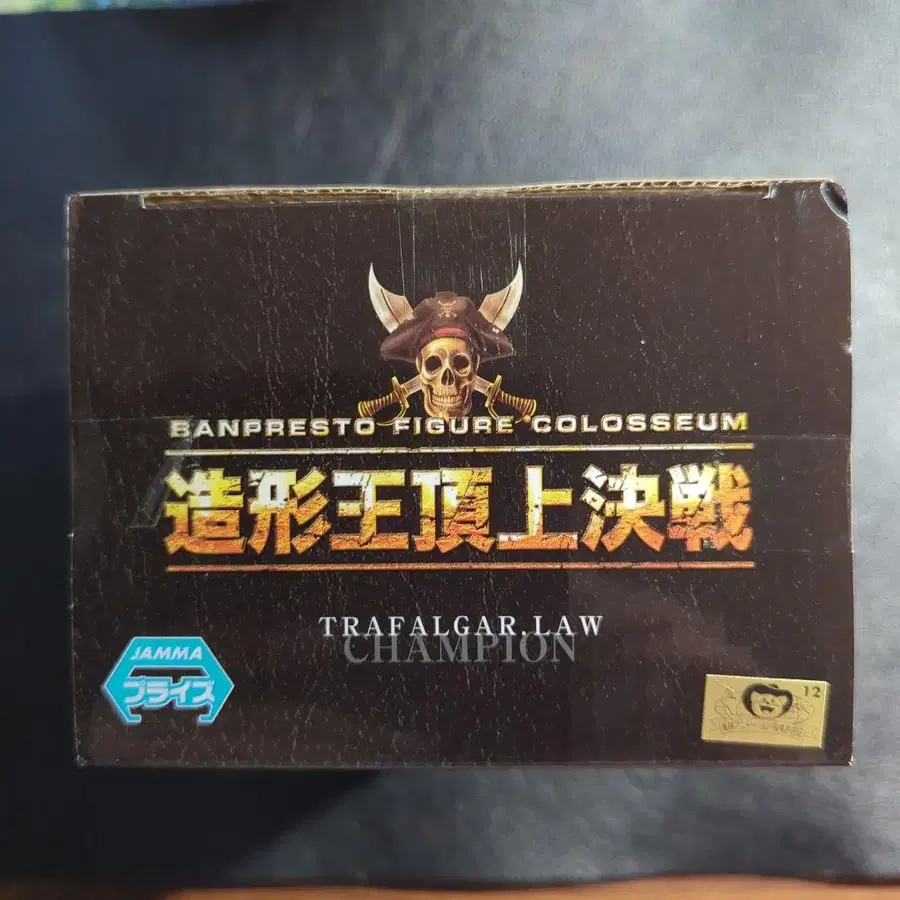 BANPRESTO FIGURE COLOSSEUM
造形王頂上決戦
TRAFALGAR.LAW
CHAMPION
JAMMA
プライズ
12